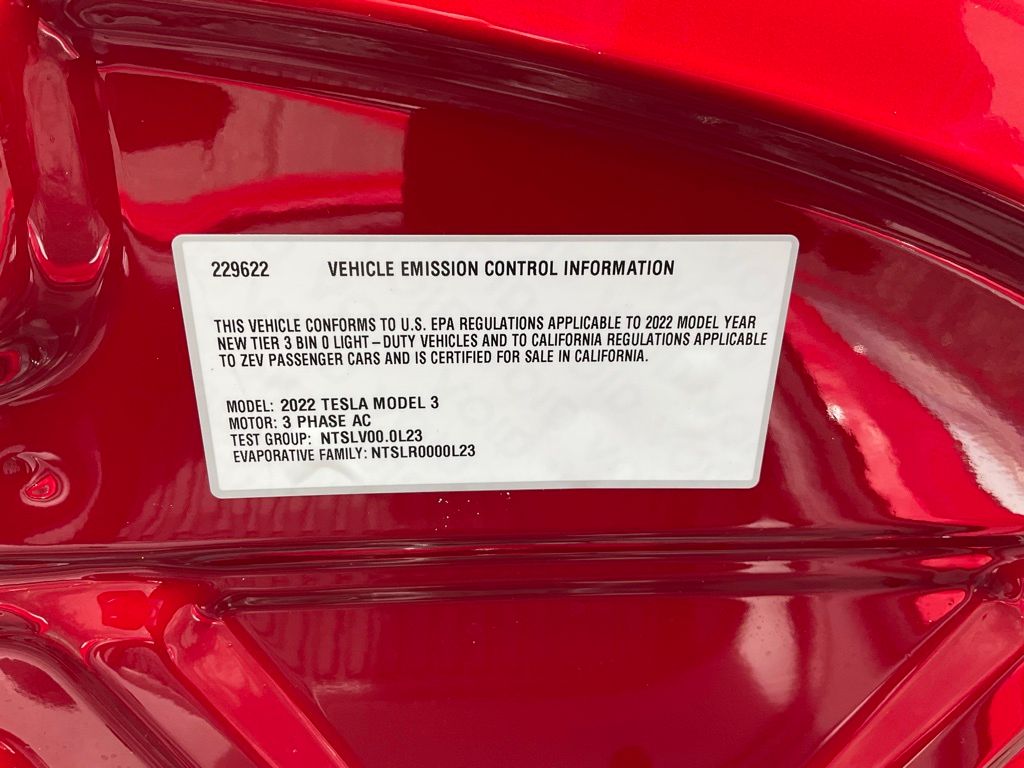 229622 VEHICLE EMISSION CONTROL INFORMATION
THIS VEHICLE CONFORMS TO U.S. EPA REGULATIONS APPLICABLE TO 2022 MODEL YEAR
NEW TIER 3 BIN 0 LIGHT-DUTY VEHICLES AND TO CALIFORNIA REGULATIONS APPLICABLE
TO ZEV PASSENGER CARS AND IS CERTIFIED FOR SALE IN CALIFORNIA.
MODEL: 2022 TESLA MODEL 3
MOTOR: 3 PHASE AC
TEST GROUP: NTSLV00.0L23
EVAPORATIVE FAMILY: NTSLR0000L23